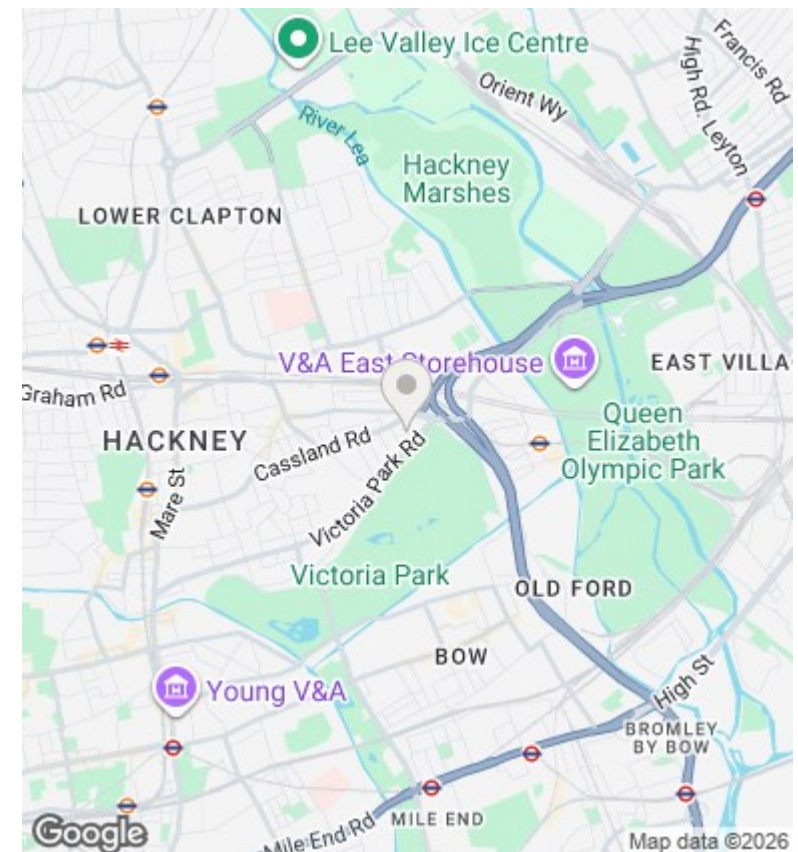 Lee Valley Ice Centre
Francis Rd
High Rd. Leyton
Orient Wy
River Lea
Hackney
Marshes
LOWER CLAPTON
V&A East Storehouse
EAST VILLA
Graham Rd
Queen
Elizabeth
Olympic Park
HACKNEY
Cassland Rd
Mare St
Victoria Park Rd
Victoria Park
OLD FORD
BOW
High St
Young V&A
BROMLEY
BY BOW
Mile End Rd
MILE END
Google
Map data ©2026